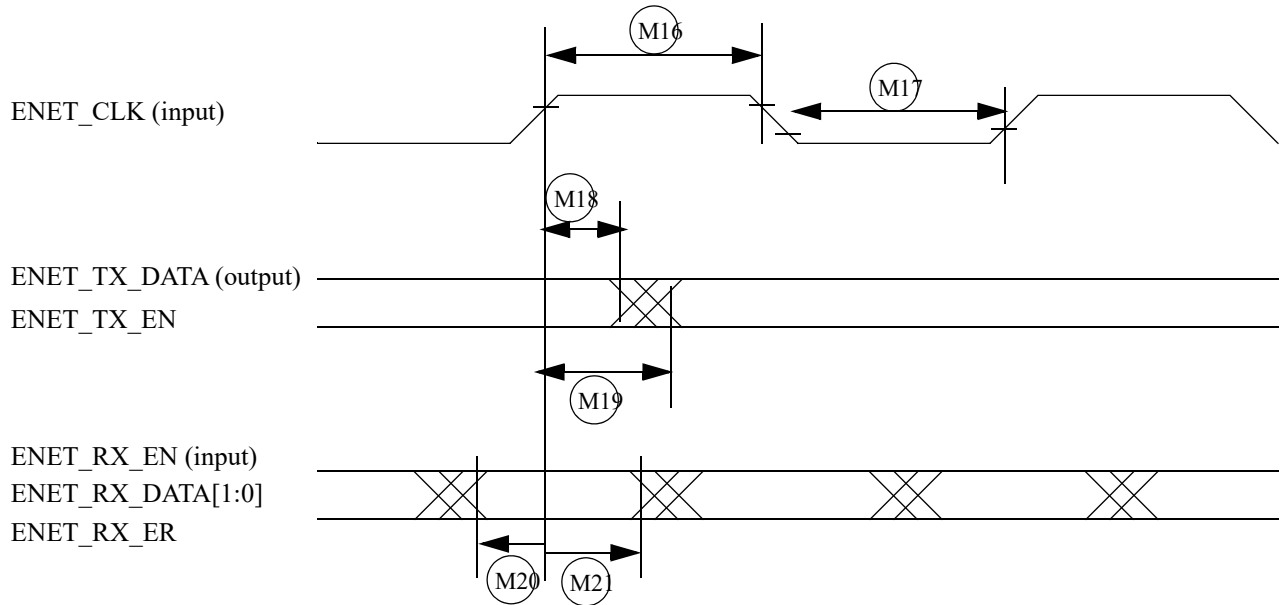 M16
ENET_CLK (input)
M17
M18
ENET_TX_DATA (output)
ENET_TX_EN
M19
ENET_RX_EN (input)
ENET_RX_DATA[1:0]
ENET_RX_ER
M20
M21